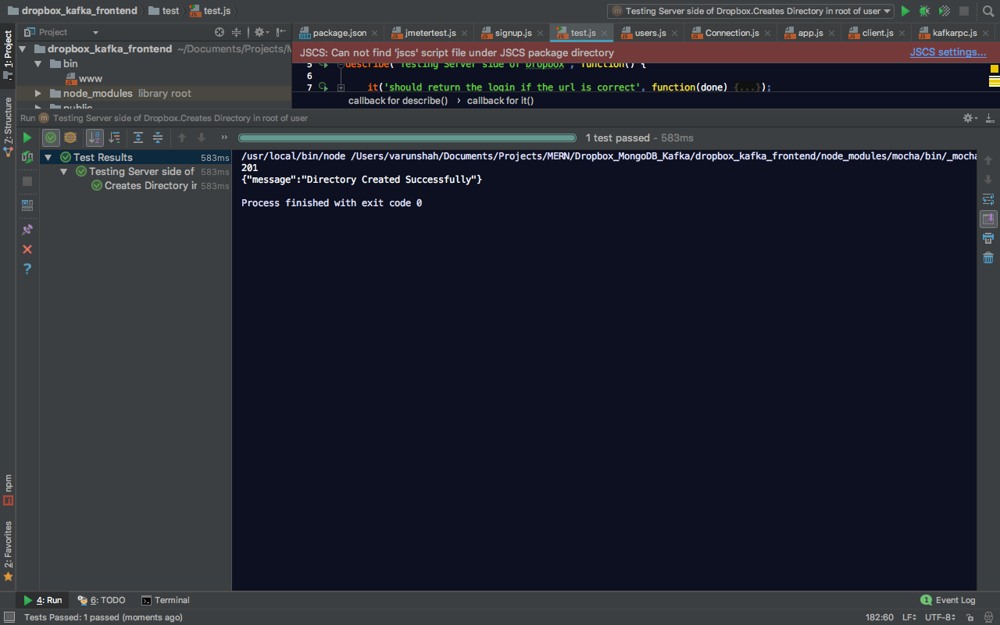 dropbox_kafka_frontend test test.js Testing Server side of Dropbox.Creates Directory in root of user
1: Project
Project
package.json jmetertest.js signup.js test.js users.js Connection.js app.js client.js kafkarpc.js
dropbox_kafka_frontend ~/Documents/Projects/M
JSCS: Can not find 'jscs' script file under JSCS package directory JSCS settings...
bin
www
node_modules library root
public
5 describe('Testing Server side of Dropbox', function() {
6
7 it('should return the login if the url is correct', function(done) {...});
callback for describe() › callback for it()
Z: Structure
Run Testing Server side of Dropbox.Creates Directory in root of user
1 test passed - 583ms
Test Results 583ms
Testing Server side of 583ms
Creates Directory in 583ms
/usr/local/bin/node /Users/varunshah/Documents/Projects/MERN/Dropbox_MongoDB_Kafka/dropbox_kafka_frontend/node_modules/mocha/bin/_mocha
201
{"message":"Directory Created Successfully"}
Process finished with exit code 0
npm
2: Favorites
4: Run 6: TODO Terminal 1 Event Log
Tests Passed: 1 passed (moments ago) 182:60 LF UTF-8